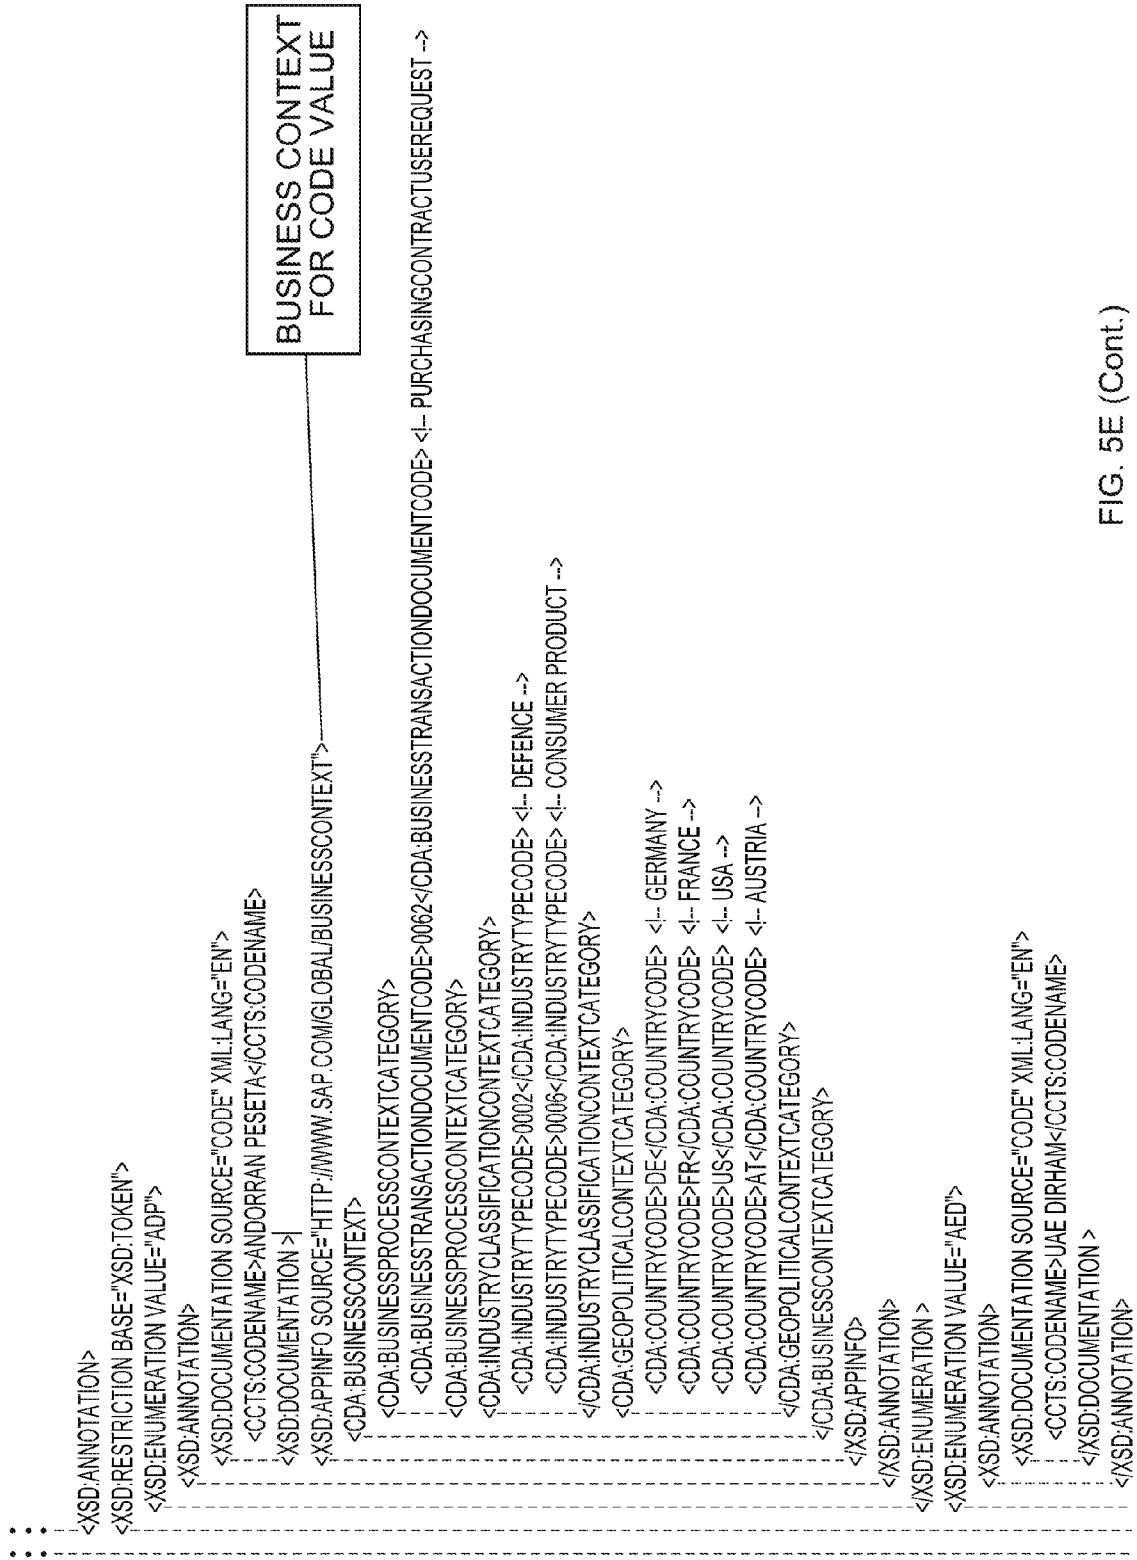 <XSD:ANNOTATION>
<XSD:RESTRICTION BASE="XSD:TOKEN">
<XSD:ENUMERATION VALUE="ADP">
<XSD:ANNOTATION>
<XSD:DOCUMENTATION SOURCE="CODE" XML:LANG="EN">
<CCTS:CODENAME>ANDORRAN PESETA</CCTS:CODENAME>
<XSD:DOCUMENTATION >
<XSD:APPINFO SOURCE="HTTP://WWW.SAP.COM/GLOBAL/BUSINESSCONTEXT">
BUSINESS CONTEXT
FOR CODE VALUE
<CDA:BUSINESSCONTEXT>
<CDA:BUSINESSPROCESSCONTEXTCATEGORY>
<CDA:BUSINESSTRANSACTIONDOCUMENTCODE>0062</CDA:BUSINESSTRANSACTIONDOCUMENTCODE> <!-- PURCHASINGCONTRACTUSEREQUEST -->
<CDA:BUSINESSPROCESSCONTEXTCATEGORY>
<CDA:INDUSTRYCLASSIFICATIONCONTEXTCATEGORY>
<CDA:INDUSTRYTYPECODE>0002</CDA:INDUSTRYTYPECODE> <!-- DEFENCE -->
<CDA:INDUSTRYTYPECODE>0006</CDA:INDUSTRYTYPECODE> <!-- CONSUMER PRODUCT -->
</CDA:INDUSTRYCLASSIFICATIONCONTEXTCATEGORY>
<CDA:GEOPOLITICALCONTEXTCATEGORY>
<CDA:COUNTRYCODE>DE</CDA:COUNTRYCODE> <!-- GERMANY -->
<CDA:COUNTRYCODE>FR</CDA:COUNTRYCODE> <!-- FRANCE -->
<CDA:COUNTRYCODE>US</CDA:COUNTRYCODE> <!-- USA -->
<CDA:COUNTRYCODE>AT</CDA:COUNTRYCODE> <!-- AUSTRIA -->
</CDA:GEOPOLITICALCONTEXTCATEGORY>
</CDA:BUSINESSCONTEXTCATEGORY>
</XSD:APPINFO>
</XSD:ANNOTATION>
</XSD:ENUMERATION >
<XSD:ENUMERATION VALUE="AED">
<XSD:ANNOTATION>
<XSD:DOCUMENTATION SOURCE="CODE" XML:LANG="EN">
<CCTS:CODENAME>UAE DIRHAM</CCTS:CODENAME>
</XSD:DOCUMENTATION >
</XSD:ANNOTATION>
FIG. 5E (Cont.)